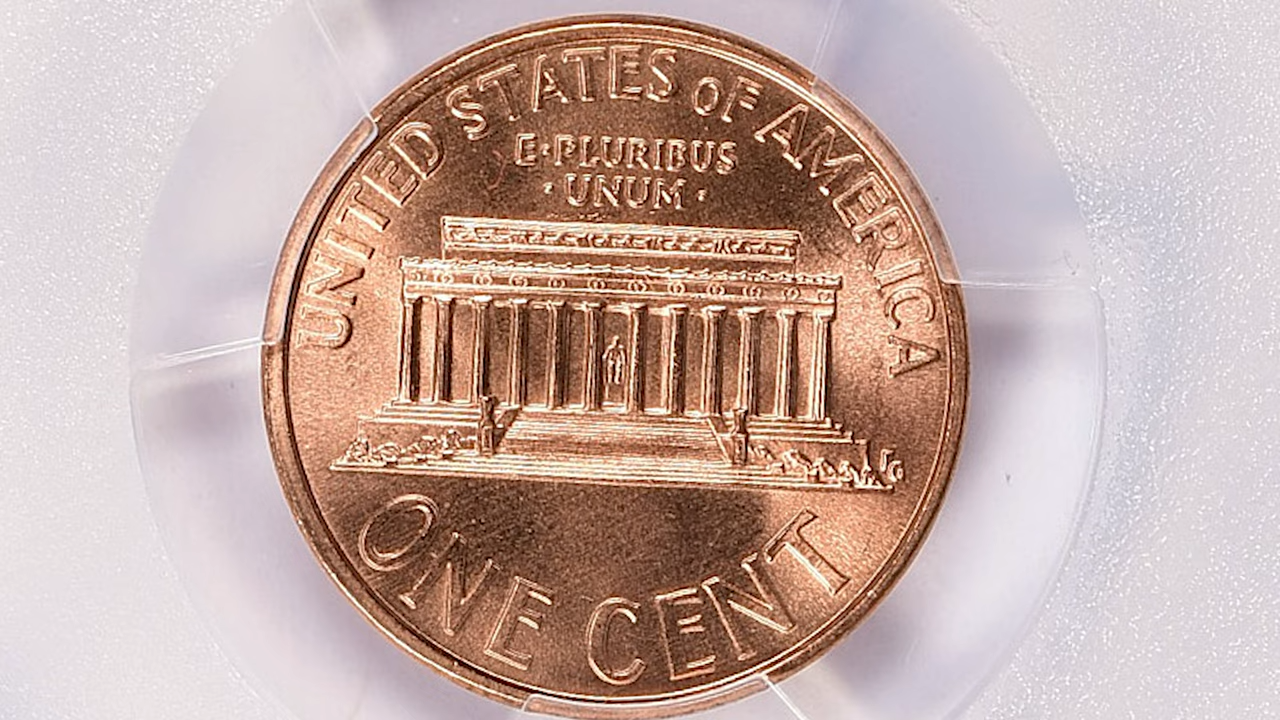 UNITED STATES OF AMERICA
E·PLURIBUS
·UNUM·
FG
ONE CENT